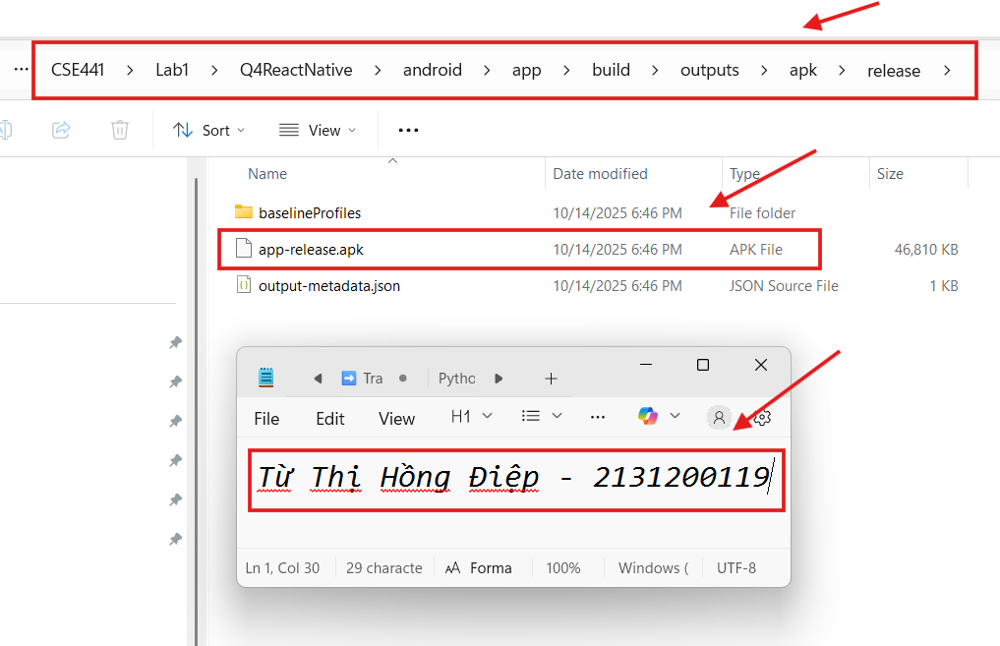 ... CSE441 > Lab1 > Q4ReactNative > android > app > build > outputs > apk > release >
Sort View ...
Name Date modified Type Size
baselineProfiles 10/14/2025 6:46 PM File folder
app-release.apk 10/14/2025 6:46 PM APK File 46,810 KB
output-metadata.json 10/14/2025 6:46 PM JSON Source File 1 KB
Tra Pytho +
File Edit View H1 ...
Từ Thị Hồng Điệp - 2131200119
Ln 1, Col 30 29 characte AA Forma 100% Windows ( UTF-8